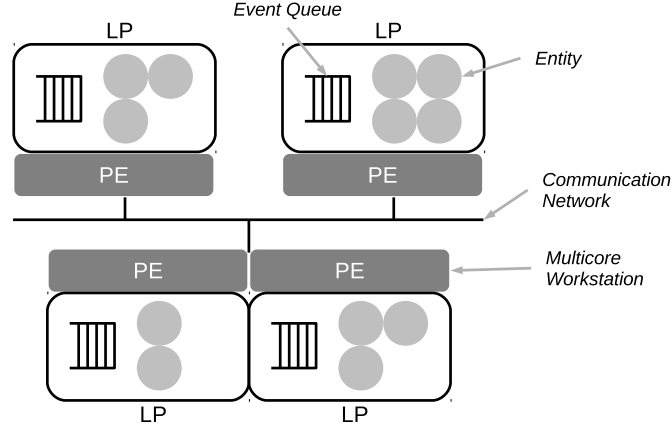 Event Queue
LP
LP
Entity
PE
PE
Communication
Network
PE
PE
Multicore
Workstation
LP
LP